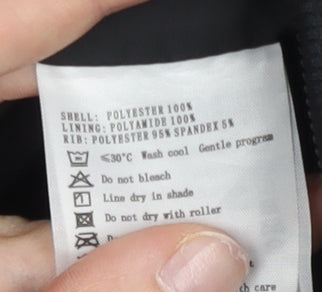 SHELL: POLYESTER 100%
LINING: POLYAMIDE 100%
RIB: POLYESTER 95% SPANDEX 5%
≤30°C Wash cool Gentle program
Do not bleach
Line dry in shade
Do not dry with roller
care